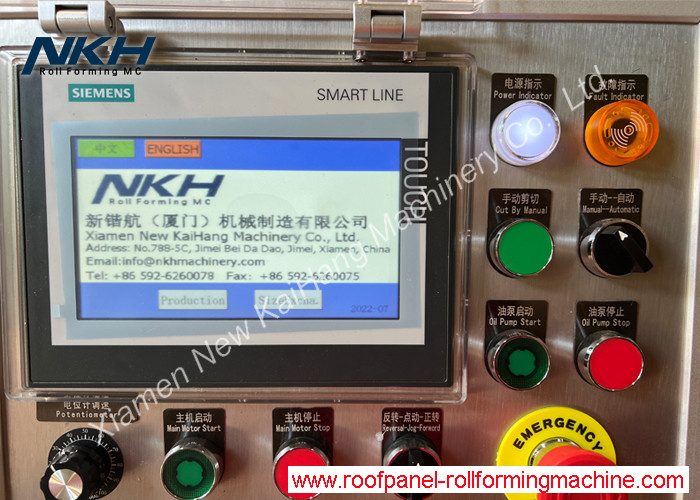 NKH
Roll Forming MC
SIEMENS
SMART LINE
TOUCH
中文
ENGLISH
NKH
Roll Forming MC
新锴航（厦门）机械制造有限公司
Xiamen New KaiHang Machinery Co., Ltd.
Address: No.788-5C, Jimei Bei Da Dao, Jimei, Xiamen, China
Email:info@nkhmachinery.com
Tel: +86 592-6260078 Fax: +86 592-6260075
Production
2022-07
电源指示
Power Indicator
故障指示
Fault Indicator
手动剪切
Cut By Manual
手动—自动
Manual—Automatic
油泵启动
Oil Pump Start
油泵停止
Oil Pump Stop
电位计调速
Potentiometer
主机启动
Main Motor Start
主机停止
Main Motor Stop
反转-点动-正转
Reversal-Jog-Forword
EMERGENCY
Xiamen New KaiHang Machinery Co., Ltd.
www.roofpanel-rollformingmachine.com